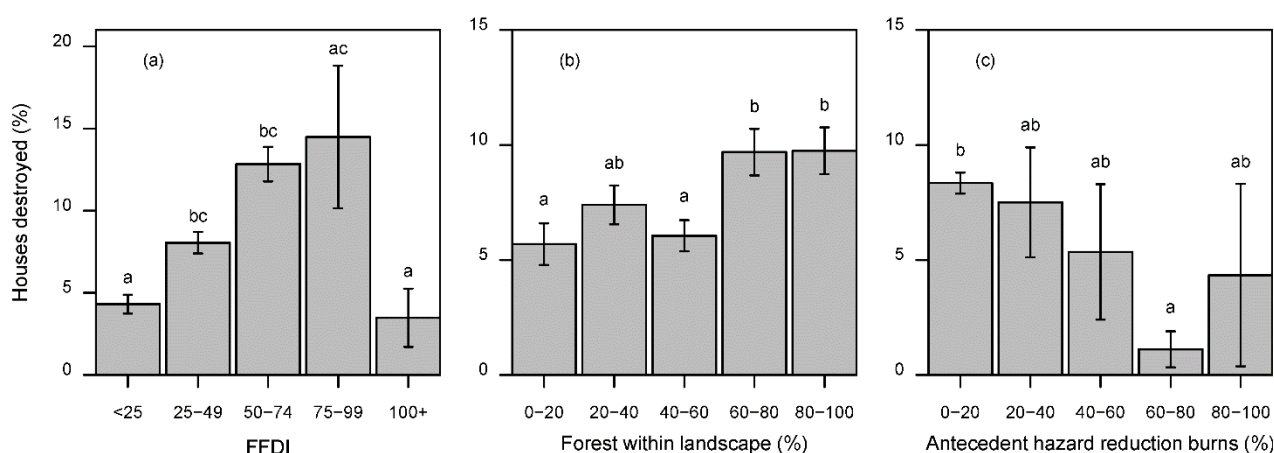 Houses destroyed (%)
20
15
10
5
0
(a)
a
bc
bc
ac
a
<25 25−49 50−74 75−99 100+
FFDI
15
10
5
0
(b)
a
ab
a
b
b
0−20 20−40 40−60 60−80 80−100
Forest within landscape (%)
15
10
5
0
(c)
b
ab
ab
a
ab
0−20 20−40 40−60 60−80 80−100
Antecedent hazard reduction burns (%)